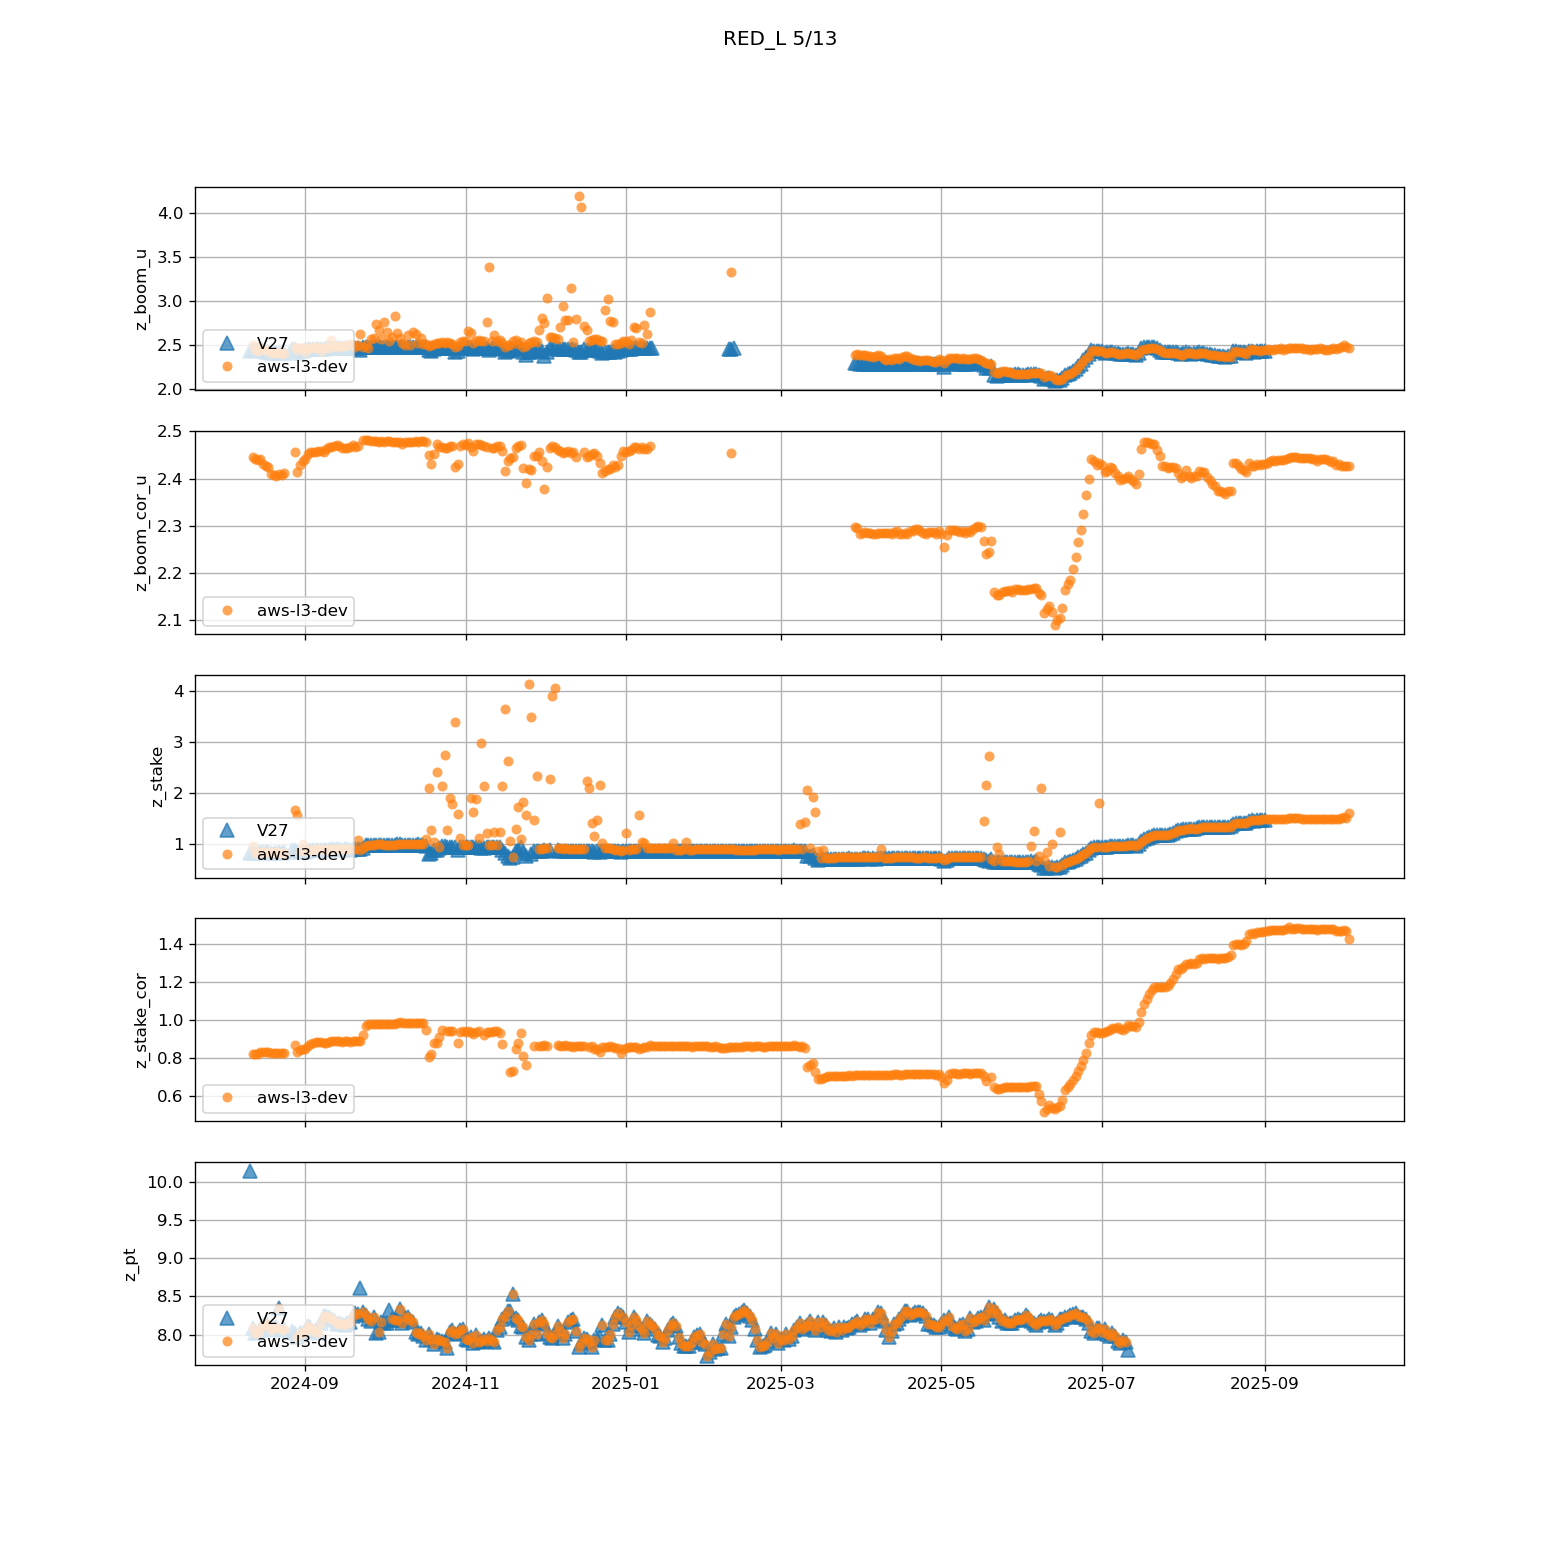 RED_L 5/13
z_boom_u
4.0
3.5
3.0
2.5
2.0
V27
aws-l3-dev
z_boom_cor_u
2.5
2.4
2.3
2.2
2.1
aws-l3-dev
z_stake
4
3
2
1
V27
aws-l3-dev
z_stake_cor
1.4
1.2
1.0
0.8
0.6
aws-l3-dev
z_pt
10.0
9.5
9.0
8.5
8.0
V27
aws-l3-dev
2024-09 2024-11 2025-01 2025-03 2025-05 2025-07 2025-09